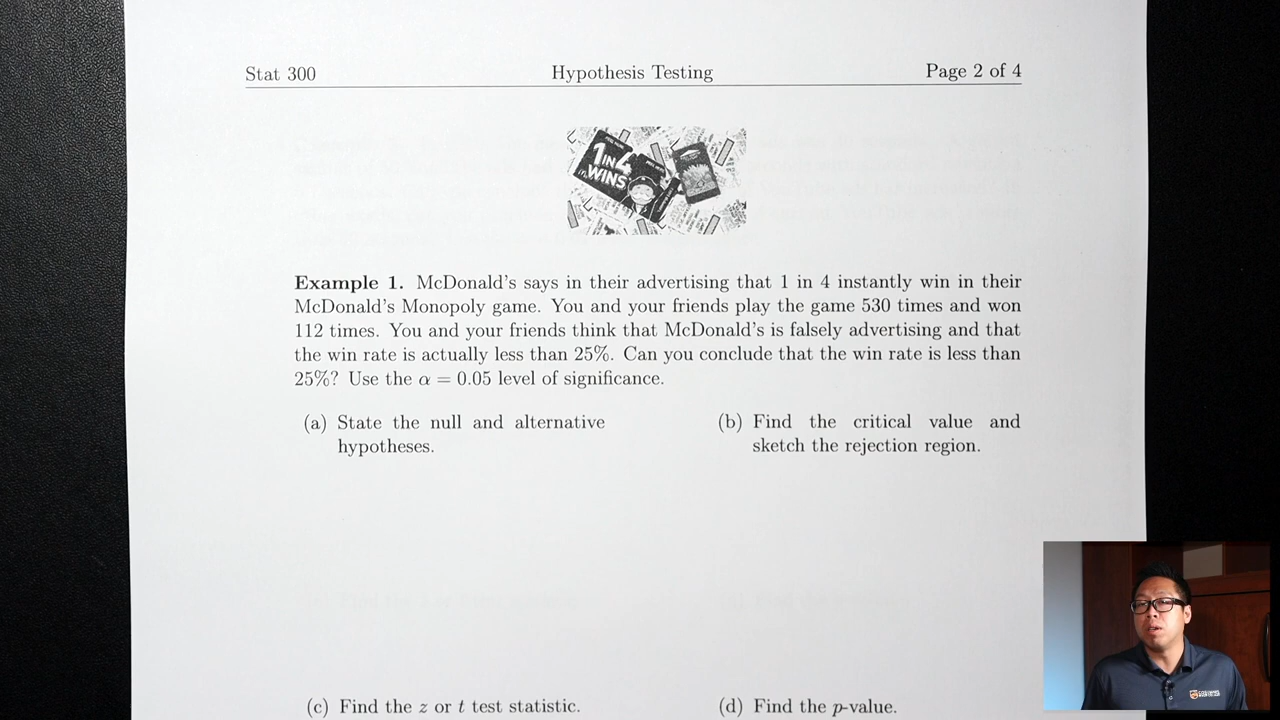 Stat 300
Hypothesis Testing
Page 2 of 4
1 IN 4
WINS
Example 1. McDonald's says in their advertising that 1 in 4 instantly win in their
McDonald's Monopoly game. You and your friends play the game 530 times and won
112 times. You and your friends think that McDonald's is falsely advertising and that
the win rate is actually less than 25%. Can you conclude that the win rate is less than
25%? Use the α = 0.05 level of significance.
(a) State the null and alternative
hypotheses.
(b) Find the critical value and
sketch the rejection region.
(c) Find the z or t test statistic.
(d) Find the p-value.